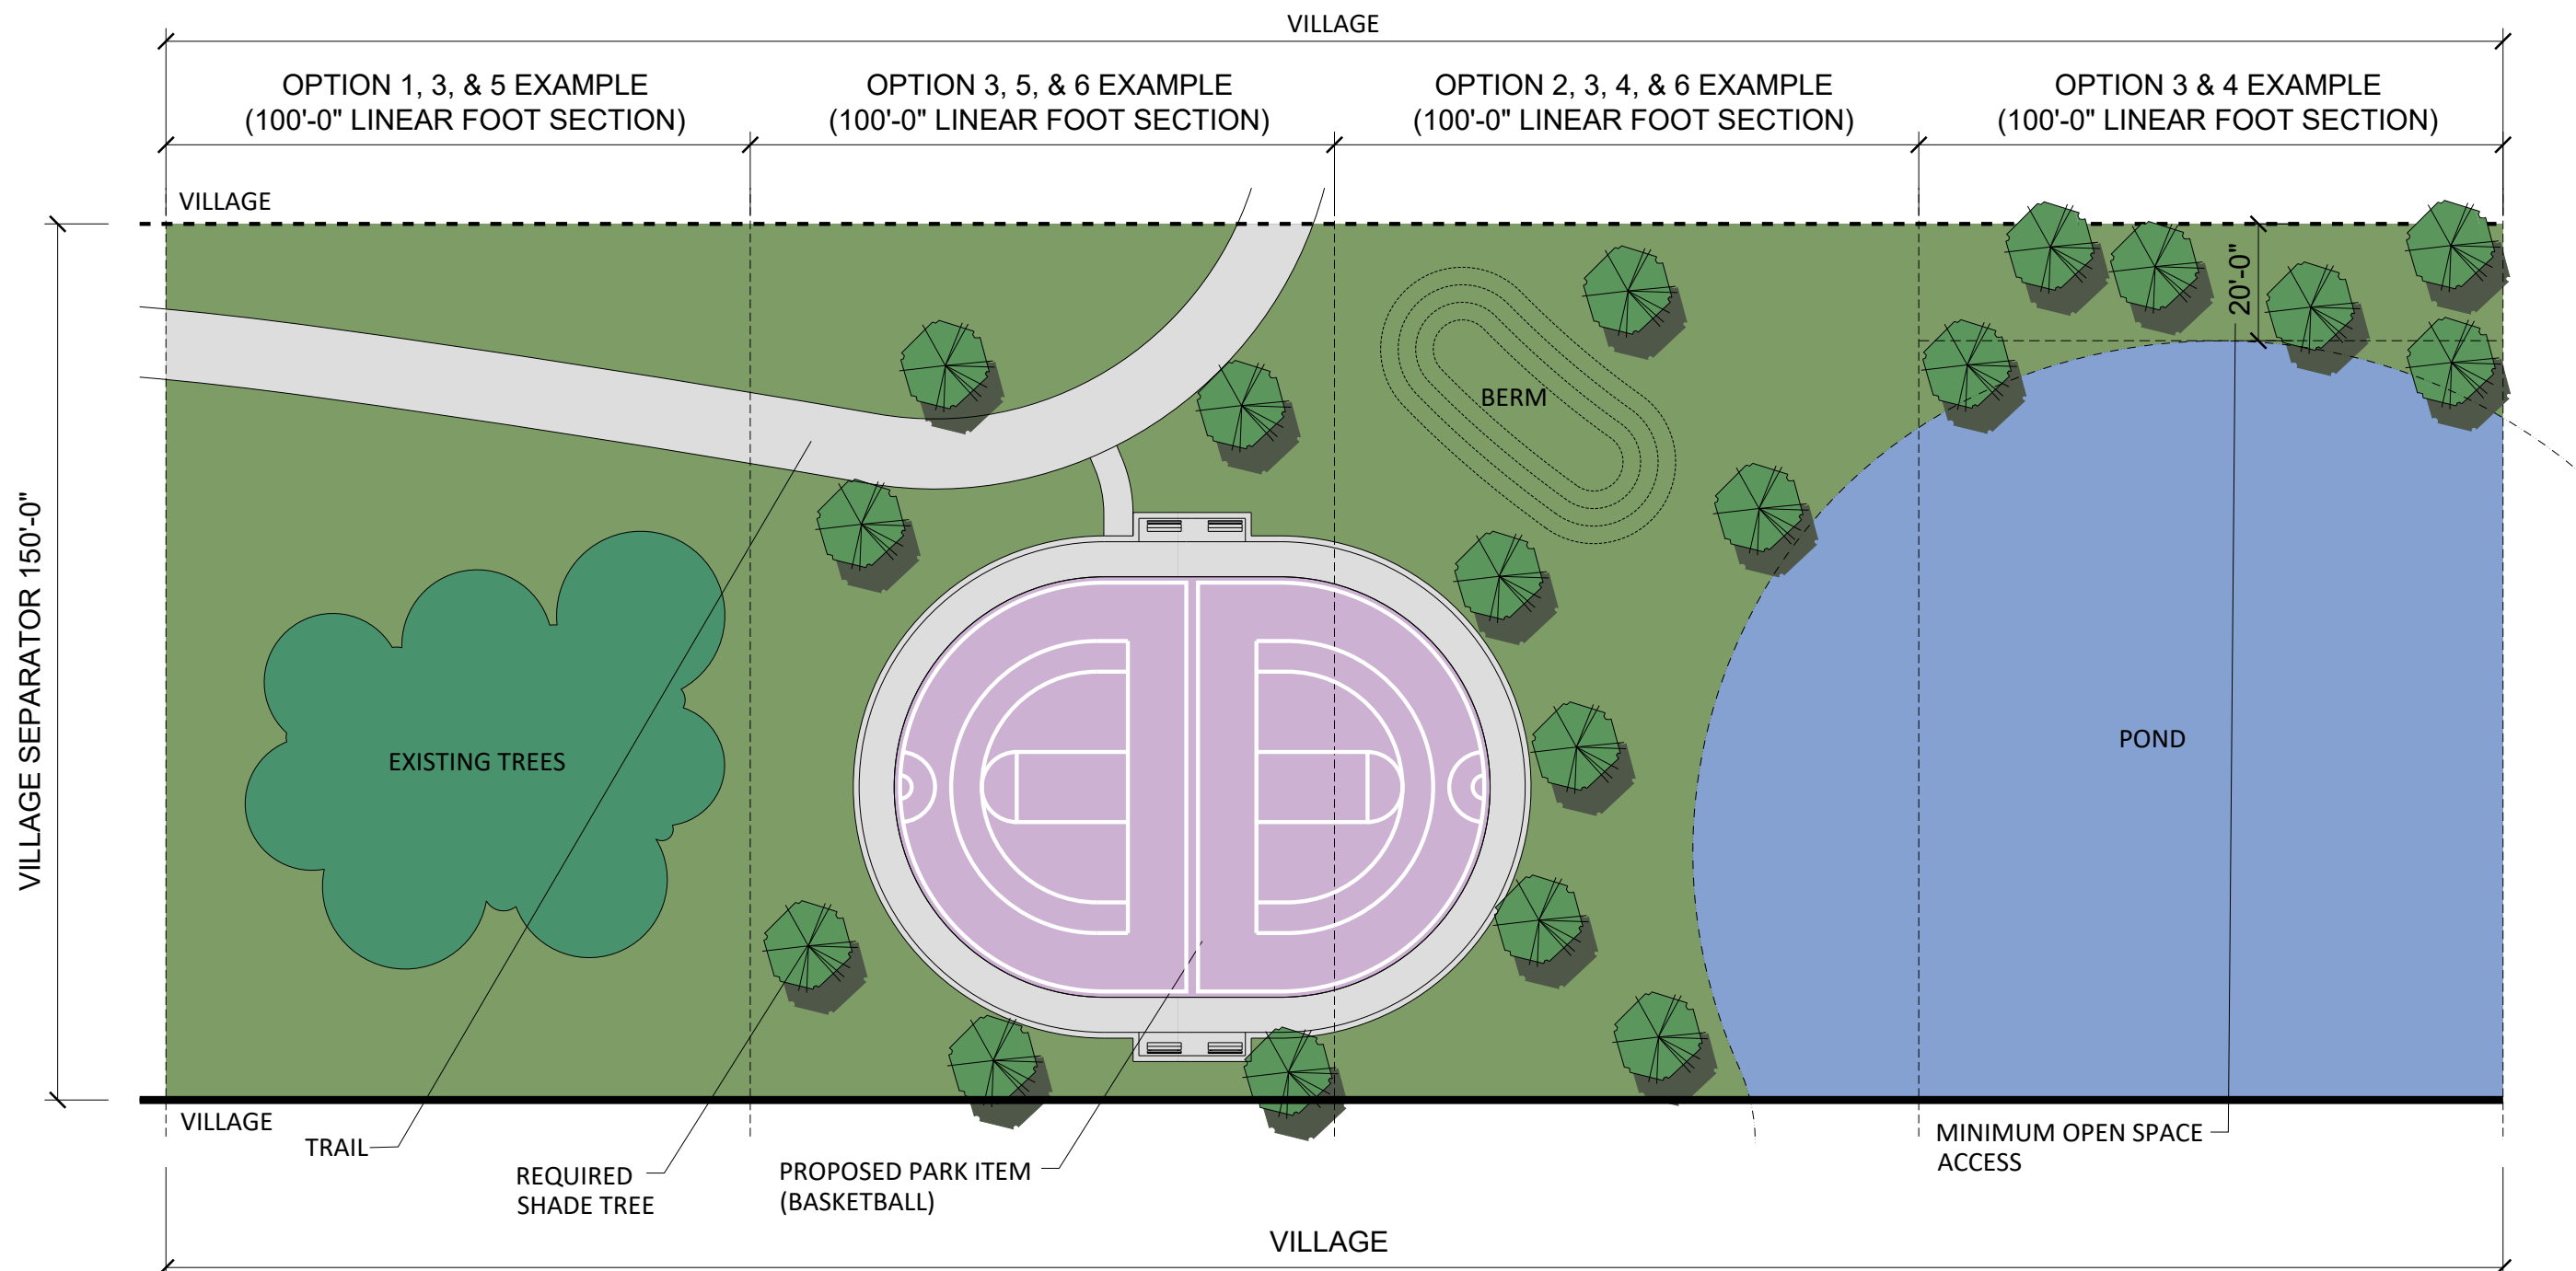 VILLAGE
OPTION 1, 3, & 5 EXAMPLE
(100'-0" LINEAR FOOT SECTION)
OPTION 3, 5, & 6 EXAMPLE
(100'-0" LINEAR FOOT SECTION)
OPTION 2, 3, 4, & 6 EXAMPLE
(100'-0" LINEAR FOOT SECTION)
OPTION 3 & 4 EXAMPLE
(100'-0" LINEAR FOOT SECTION)
VILLAGE
20'-0"
BERM
VILLAGE SEPARATOR 150'-0"
EXISTING TREES
POND
VILLAGE
TRAIL
REQUIRED
SHADE TREE
PROPOSED PARK ITEM
(BASKETBALL)
MINIMUM OPEN SPACE
ACCESS
VILLAGE